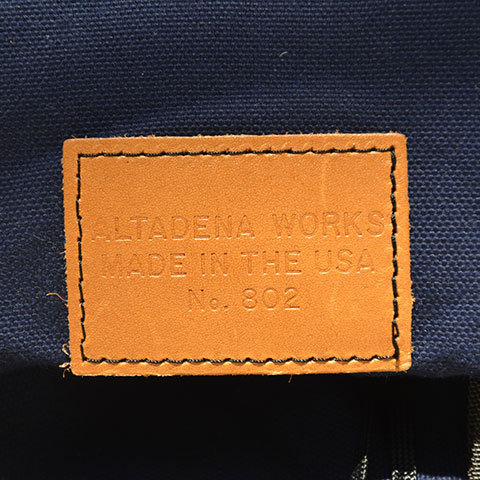 ALTADENA WORKS
MADE IN THE USA
No. 802